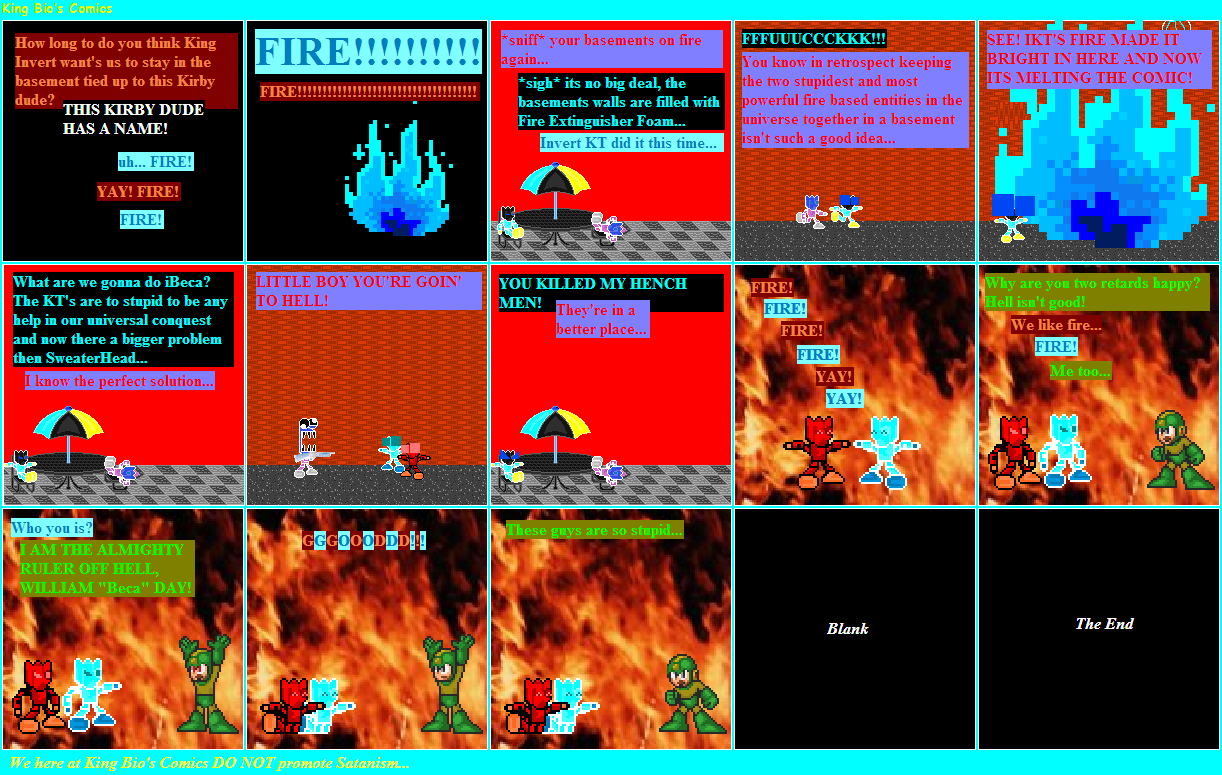 King Bio's Comics
How long to do you think King
Invert want's us to stay in the
basement tied up to this Kirby
dude?
THIS KIRBY DUDE
HAS A NAME!
uh... FIRE!
YAY! FIRE!
FIRE!
FIRE!!!!!!!!!!
FIRE!!!!!!!!!!!!!!!!!!!!!!!!!!!!!!!!!!!!
*sniff* your basements on fire
again...
*sigh* its no big deal, the
basements walls are filled with
Fire Extinguisher Foam...
Invert KT did it this time...
FFFUUUCCCKKK!!!
You know in retrospect keeping
the two stupidest and most
powerful fire based entities in the
universe together in a basement
isn't such a good idea...
SEE! IKT'S FIRE MADE IT
BRIGHT IN HERE AND NOW
ITS MELTING THE COMIC!
What are we gonna do iBeca?
The KT's are to stupid to be any
help in our universal conquest
and now there a bigger problem
then SweaterHead...
I know the perfect solution...
LITTLE BOY YOU'RE GOIN'
TO HELL!
YOU KILLED MY HENCH
MEN!
They're in a
better place...
FIRE!
FIRE!
FIRE!
FIRE!
YAY!
YAY!
Why are you two retards happy?
Hell isn't good!
We like fire...
FIRE!
Me too...
Who you is?
I AM THE ALMIGHTY
RULER OFF HELL,
WILLIAM "Beca" DAY!
GGGOOODDD!!!
These guys are so stupid...
Blank
The End
We here at King Bio's Comics DO NOT promote Satanism...